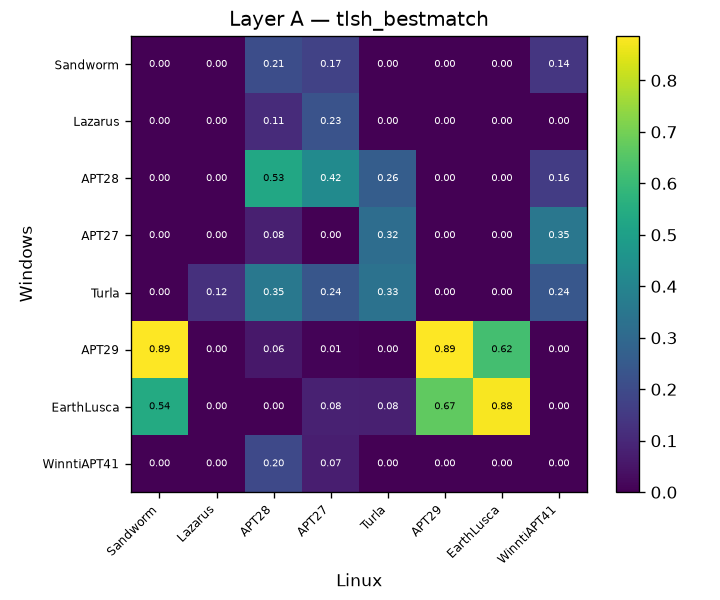 Layer A — tlsh_bestmatch
Sandworm 0.00 0.00 0.21 0.17 0.00 0.00 0.00 0.14
Lazarus 0.00 0.00 0.11 0.23 0.00 0.00 0.00 0.00
APT28 0.00 0.00 0.53 0.42 0.26 0.00 0.00 0.16
APT27 0.00 0.00 0.08 0.00 0.32 0.00 0.00 0.35
Turla 0.00 0.12 0.35 0.24 0.33 0.00 0.00 0.24
APT29 0.89 0.00 0.06 0.01 0.00 0.89 0.62 0.00
EarthLusca 0.54 0.00 0.00 0.08 0.08 0.67 0.88 0.00
WinntiAPT41 0.00 0.00 0.20 0.07 0.00 0.00 0.00 0.00
Windows
Sandworm
Lazarus
APT28
APT27
Turla
APT29
EarthLusca
WinntiAPT41
Linux
0.8
0.7
0.6
0.5
0.4
0.3
0.2
0.1
0.0